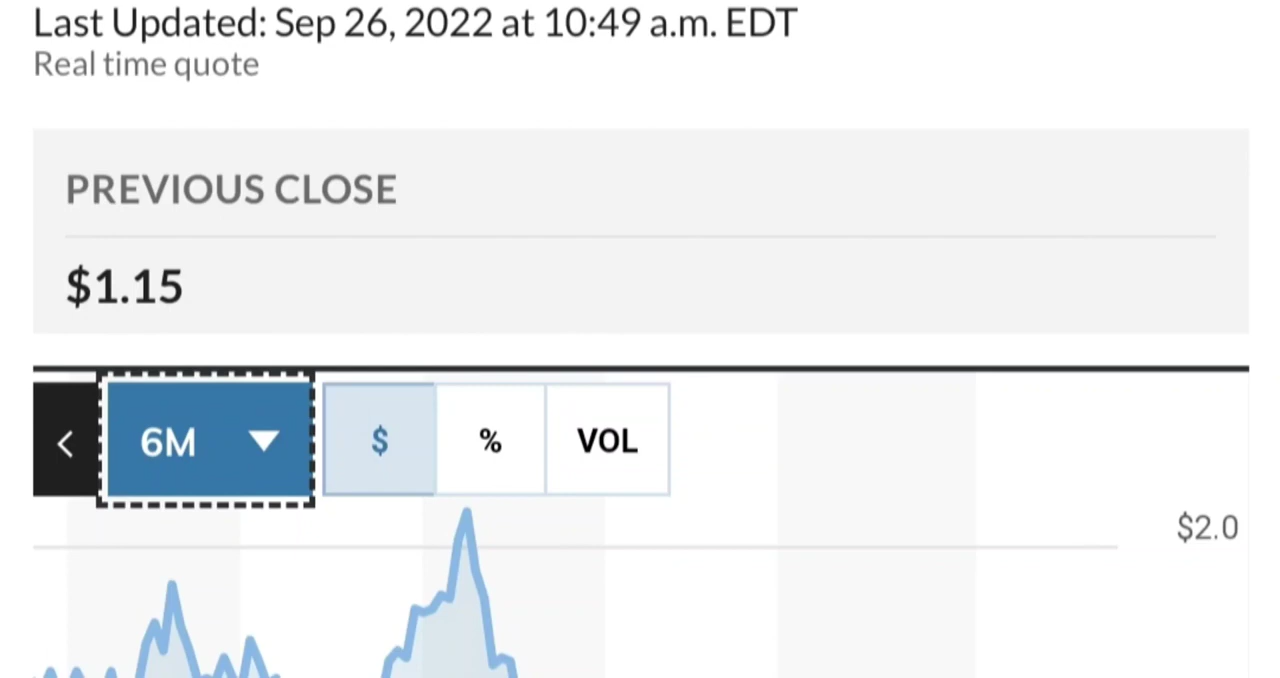 Last Updated: Sep 26, 2022 at 10:49 a.m. EDT
Real time quote
PREVIOUS CLOSE
$1.15
6M $ % VOL
$2.0